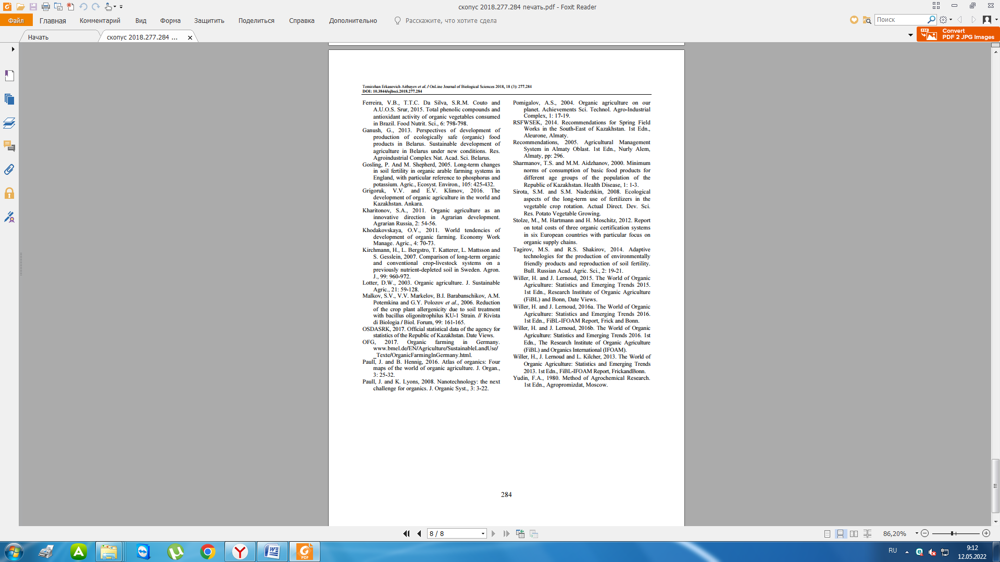 скопус 2018.277.284 печать.pdf - Foxit Reader
Файл
Главная
Комментарий
Вид
Форма
Защитить
Поделиться
Справка
Дополнительно
Расскажите, что хотите сдела
Поиск
Начать
скопус 2018.277.284 ...
Convert
PDF 2 JPG Images
Temirzhan Erkasovich Aitbayev et al. / OnLine Journal of Biological Sciences 2018, 18 (3): 277.284
DOI: 10.3844/ojbsci.2018.277.284
Ferreira, V.B., T.T.C. Da Silva, S.R.M. Couto and
A.U.O.S. Srur, 2015. Total phenolic compounds and
antioxidant activity of organic vegetables consumed
in Brazil. Food Nutrit. Sci., 6: 798-798.
Ganush, G., 2013. Perspectives of development of
production of ecologically safe (organic) food
products in Belarus. Sustainable development of
agriculture in Belarus under new conditions. Res.
Agroindustrial Complex Nat. Acad. Sci. Belarus.
Gosling, P. And M. Shepherd, 2005. Long-term changes
in soil fertility in organic arable farming systems in
England, with particular reference to phosphorus and
potassium. Agric., Ecosyst. Environ., 105: 425-432.
Grigoruk, V.V. and E.V. Klimov, 2016. The
development of organic agriculture in the world and
Kazakhstan. Ankara.
Kharitonov, S.A., 2011. Organic agriculture as an
innovative direction in Agrarian development.
Agrarian Russia, 2: 54-56.
Khodakovskaya, O.V., 2011. World tendencies of
development of organic farming. Economy Work
Manage. Agric., 4: 70-73.
Kirchmann, H., L. Bergstro, T. Katterer, L. Mattsson and
S. Gesslein, 2007. Comparison of long-term organic
and conventional crop-livestock systems on a
previously nutrient-depleted soil in Sweden. Agron.
J., 99: 960-972.
Lotter, D.W., 2003. Organic agriculture. J. Sustainable
Agric., 21: 59-128.
Malkov, S.V., V.V. Markelov, B.I. Barabanschikov, A.M.
Potemkina and G.Y. Polozov et al., 2006. Reduction
of the crop plant allergenicity due to soil treatment
with bacillus oligonitrophilus KU-1 Strain. // Rivista
di Biologia / Biol. Forum, 99: 161-165.
OSDASRK, 2017. Official statistical data of the agency for
statistics of the Republic of Kazakhstan. Date Views.
OFG, 2017. Organic farming in Germany.
www.bmel.de/EN/Agriculture/SustainableLandUse/
_Texte/OrganicFarmingInGermany.html.
Paull, J. and B. Hennig, 2016. Atlas of organics: Four
maps of the world of organic agriculture. J. Organ.,
3: 25-32.
Paull, J. and K. Lyons, 2008. Nanotechnology: the next
challenge for organics. J. Organic Syst., 3: 3-22.
Pomigalov, A.S., 2004. Organic agriculture on our
planet. Achievements Sci. Technol. Agro-Industrial
Complex, 1: 17-19.
RSFWSEK, 2014. Recommendations for Spring Field
Works in the South-East of Kazakhstan. 1st Edn.,
Aleurone, Almaty.
Recommendations, 2005. Agricultural Management
System in Almaty Oblast. 1st Edn., Nurly Alem,
Almaty, pp: 296.
Sharmanov, T.S. and M.M. Aidzhanov, 2000. Minimum
norms of consumption of basic food products for
different age groups of the population of the
Republic of Kazakhstan. Health Disease, 1: 1-3.
Sirota, S.M. and S.M. Nadezhkin, 2008. Ecological
aspects of the long-term use of fertilizers in the
vegetable crop rotation. Actual Direct. Dev. Sci.
Res. Potato Vegetable Growing.
Stolze, M., M. Hartmann and H. Moschitz, 2012. Report
on total costs of three organic certification systems
in six European countries with particular focus on
organic supply chains.
Tagirov, M.S. and R.S. Shakirov, 2014. Adaptive
technologies for the production of environmentally
friendly products and reproduction of soil fertility.
Bull. Russian Acad. Agric. Sci., 2: 19-21.
Willer, H. and J. Lernoud, 2015. The World of Organic
Agriculture: Statistics and Emerging Trends 2015.
1st Edn., Research Institute of Organic Agriculture
(FiBL) and Bonn, Date Views.
Willer, H. and J. Lernoud, 2016a. The World of Organic
Agriculture: Statistics and Emerging Trends 2016.
1st Edn., FiBL-IFOAM Report, Frick and Bonn.
Willer, H. and J. Lernoud, 2016b. The World of Organic
Agriculture: Statistics and Emerging Trends 2016. 1st
Edn., The Research Institute of Organic Agriculture
(FiBL) and Organics International (IFOAM).
Willer, H., J. Lernoud and L. Kilcher, 2013. The World of
Organic Agriculture: Statistics and Emerging Trends
2013. 1st Edn., FiBL-IFOAM Report, FrickandBonn.
Yudin, F.A., 1980. Method of Agrochemical Research.
1st Edn., Agropromizdat, Moscow.
284
8 / 8
86,20%
RU
9:12
12.05.2022